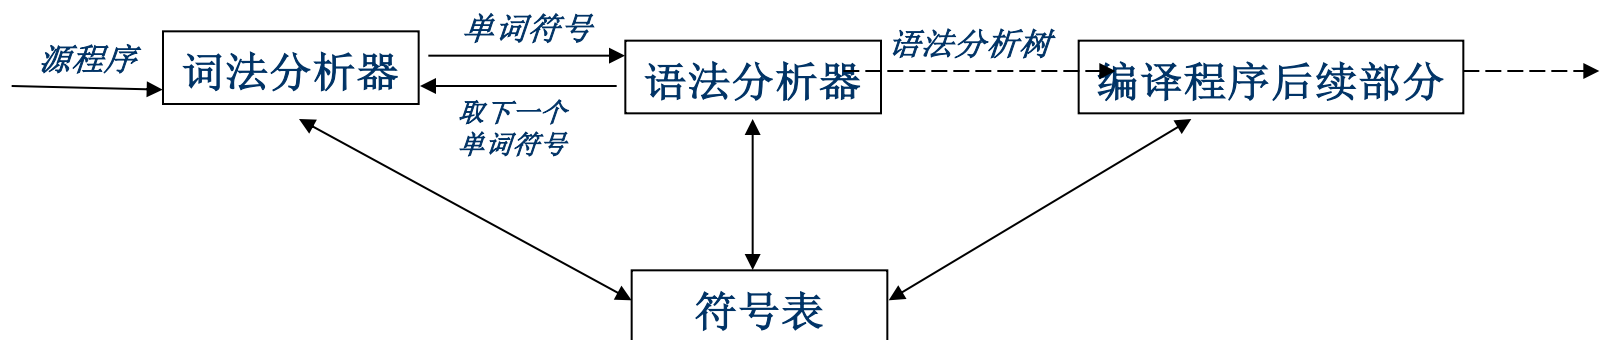 源程序
词法分析器
单词符号
取下一个
单词符号
语法分析器
语法分析树
编译程序后续部分
符号表